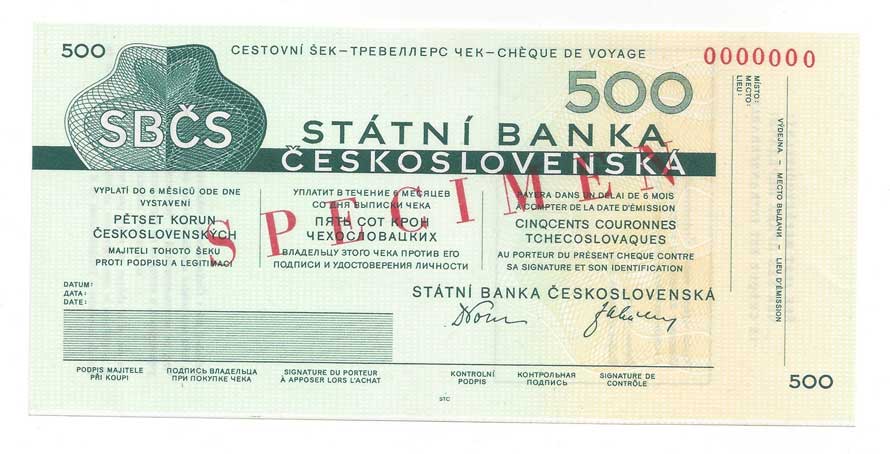 500
CESTOVNÍ ŠEK – ТРЕВЕЛЛЕРС ЧЕК – CHÈQUE DE VOYAGE
0000000
SBČS
500
STÁTNÍ BANKA
ČESKOSLOVENSKÁ
SPECIMEN
VYPLATÍ DO 6 MĚSÍCŮ ODE DNE
VYSTAVENÍ
PĚTSET KORUN
ČESKOSLOVENSKÝCH
MAJITELI TOHOTO ŠEKU
PROTI PODPISU A LEGITIMACI
УПЛАТИТ В ТЕЧЕНИЕ 6 МЕСЯЦЕВ
СО ДНЯ ВЫПИСКИ ЧЕКА
ПЯТЬ СОТ КРОН
ЧЕХОСЛОВАЦКИХ
ВЛАДЕЛЬЦУ ЭТОГО ЧЕКА ПРОТИВ ЕГО
ПОДПИСИ И УДОСТОВЕРЕНИЯ ЛИЧНОСТИ
PAYERA DANS UN DÉLAI DE 6 MOIS
À COMPTER DE LA DATE D'ÉMISSION
CINQCENTS COURONNES
TCHECOSLOVAQUES
AU PORTEUR DU PRÉSENT CHEQUE CONTRE
SA SIGNATURE ET SON IDENTIFICATION
MÍSTO:
МЕСТО:
LIEU:
VÝDEJNA – МЕСТО ВЫДАЧИ – LIEU D'ÉMISSION
DATUM:
ДАТА:
DATE:
STÁTNÍ BANKA ČESKOSLOVENSKÁ
PODPIS MAJITELE
PŘI KOUPI
ПОДПИСЬ ВЛАДЕЛЬЦА
ПРИ ПОКУПКЕ ЧЕКА
SIGNATURE DU PORTEUR
À APPOSER LORS L'ACHAT
KONTROLNÍ
PODPIS
КОНТРОЛЬНАЯ
ПОДПИСЬ
SIGNATURE DE
CONTRÔLE
500
STC